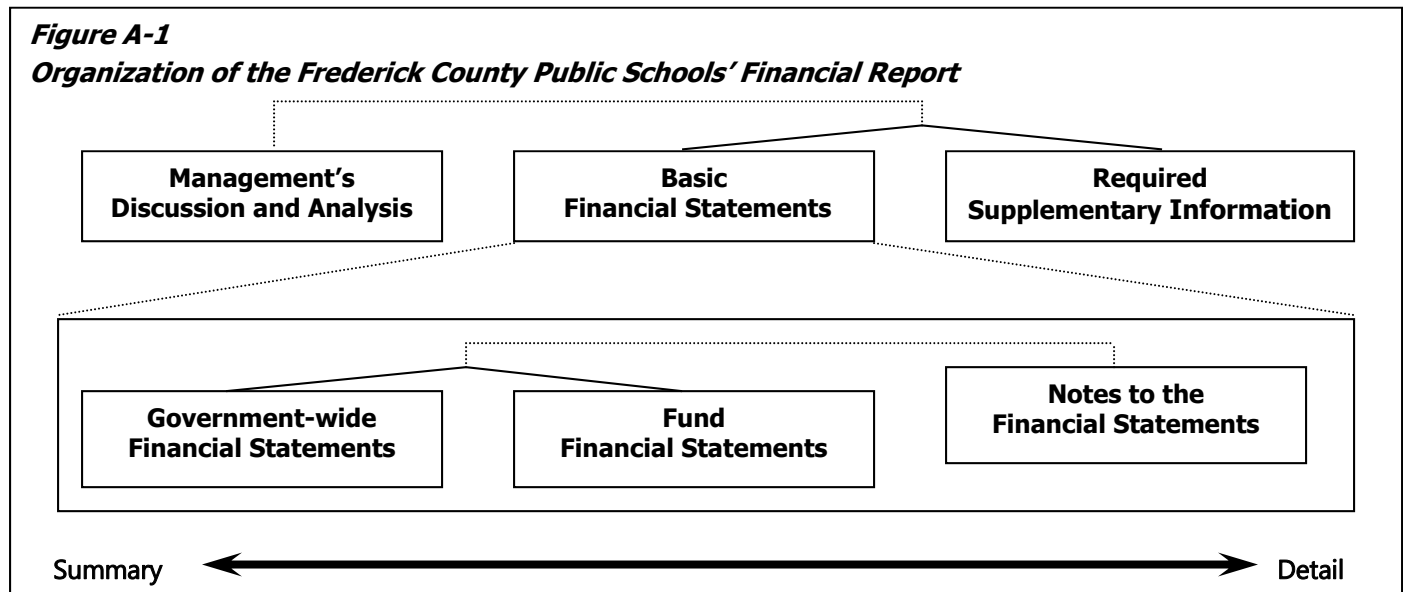 Figure A-1
Organization of the Frederick County Public Schools’ Financial Report
Management’s
Discussion and Analysis
Basic
Financial Statements
Required
Supplementary Information
Government-wide
Financial Statements
Fund
Financial Statements
Notes to the
Financial Statements
Summary
Detail